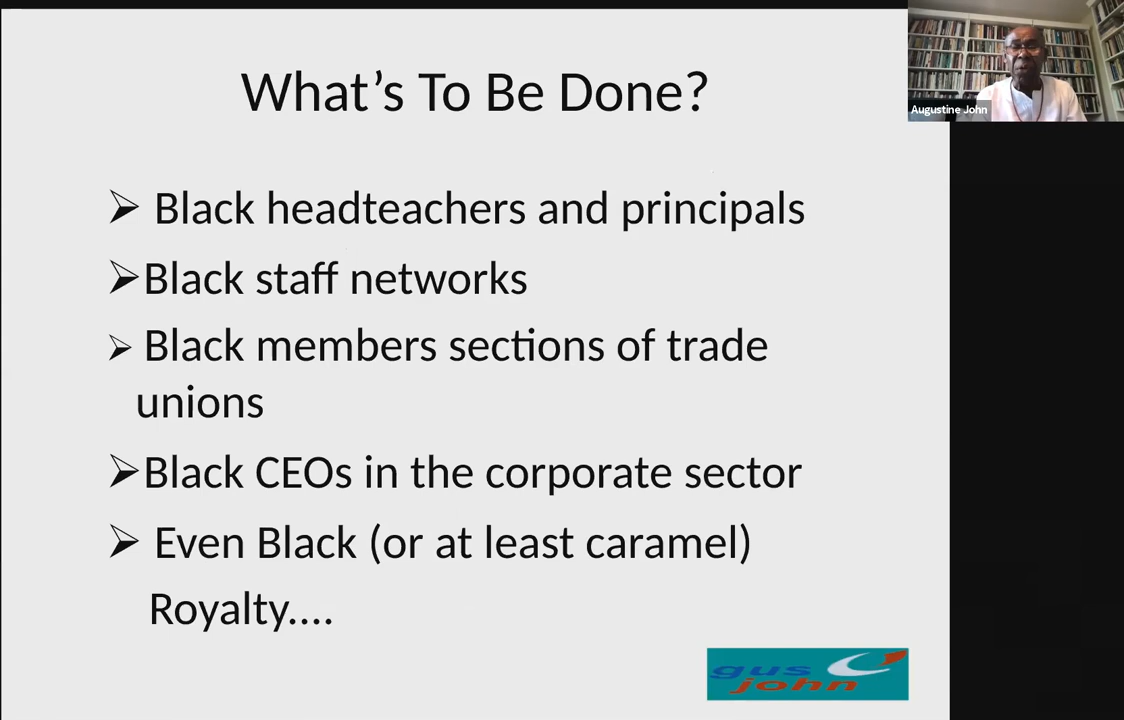 What's To Be Done?
Augustine John
➢ Black headteachers and principals
➢Black staff networks
➢ Black members sections of trade
unions
➢Black CEOs in the corporate sector
➢ Even Black (or at least caramel)
Royalty....
gus
john